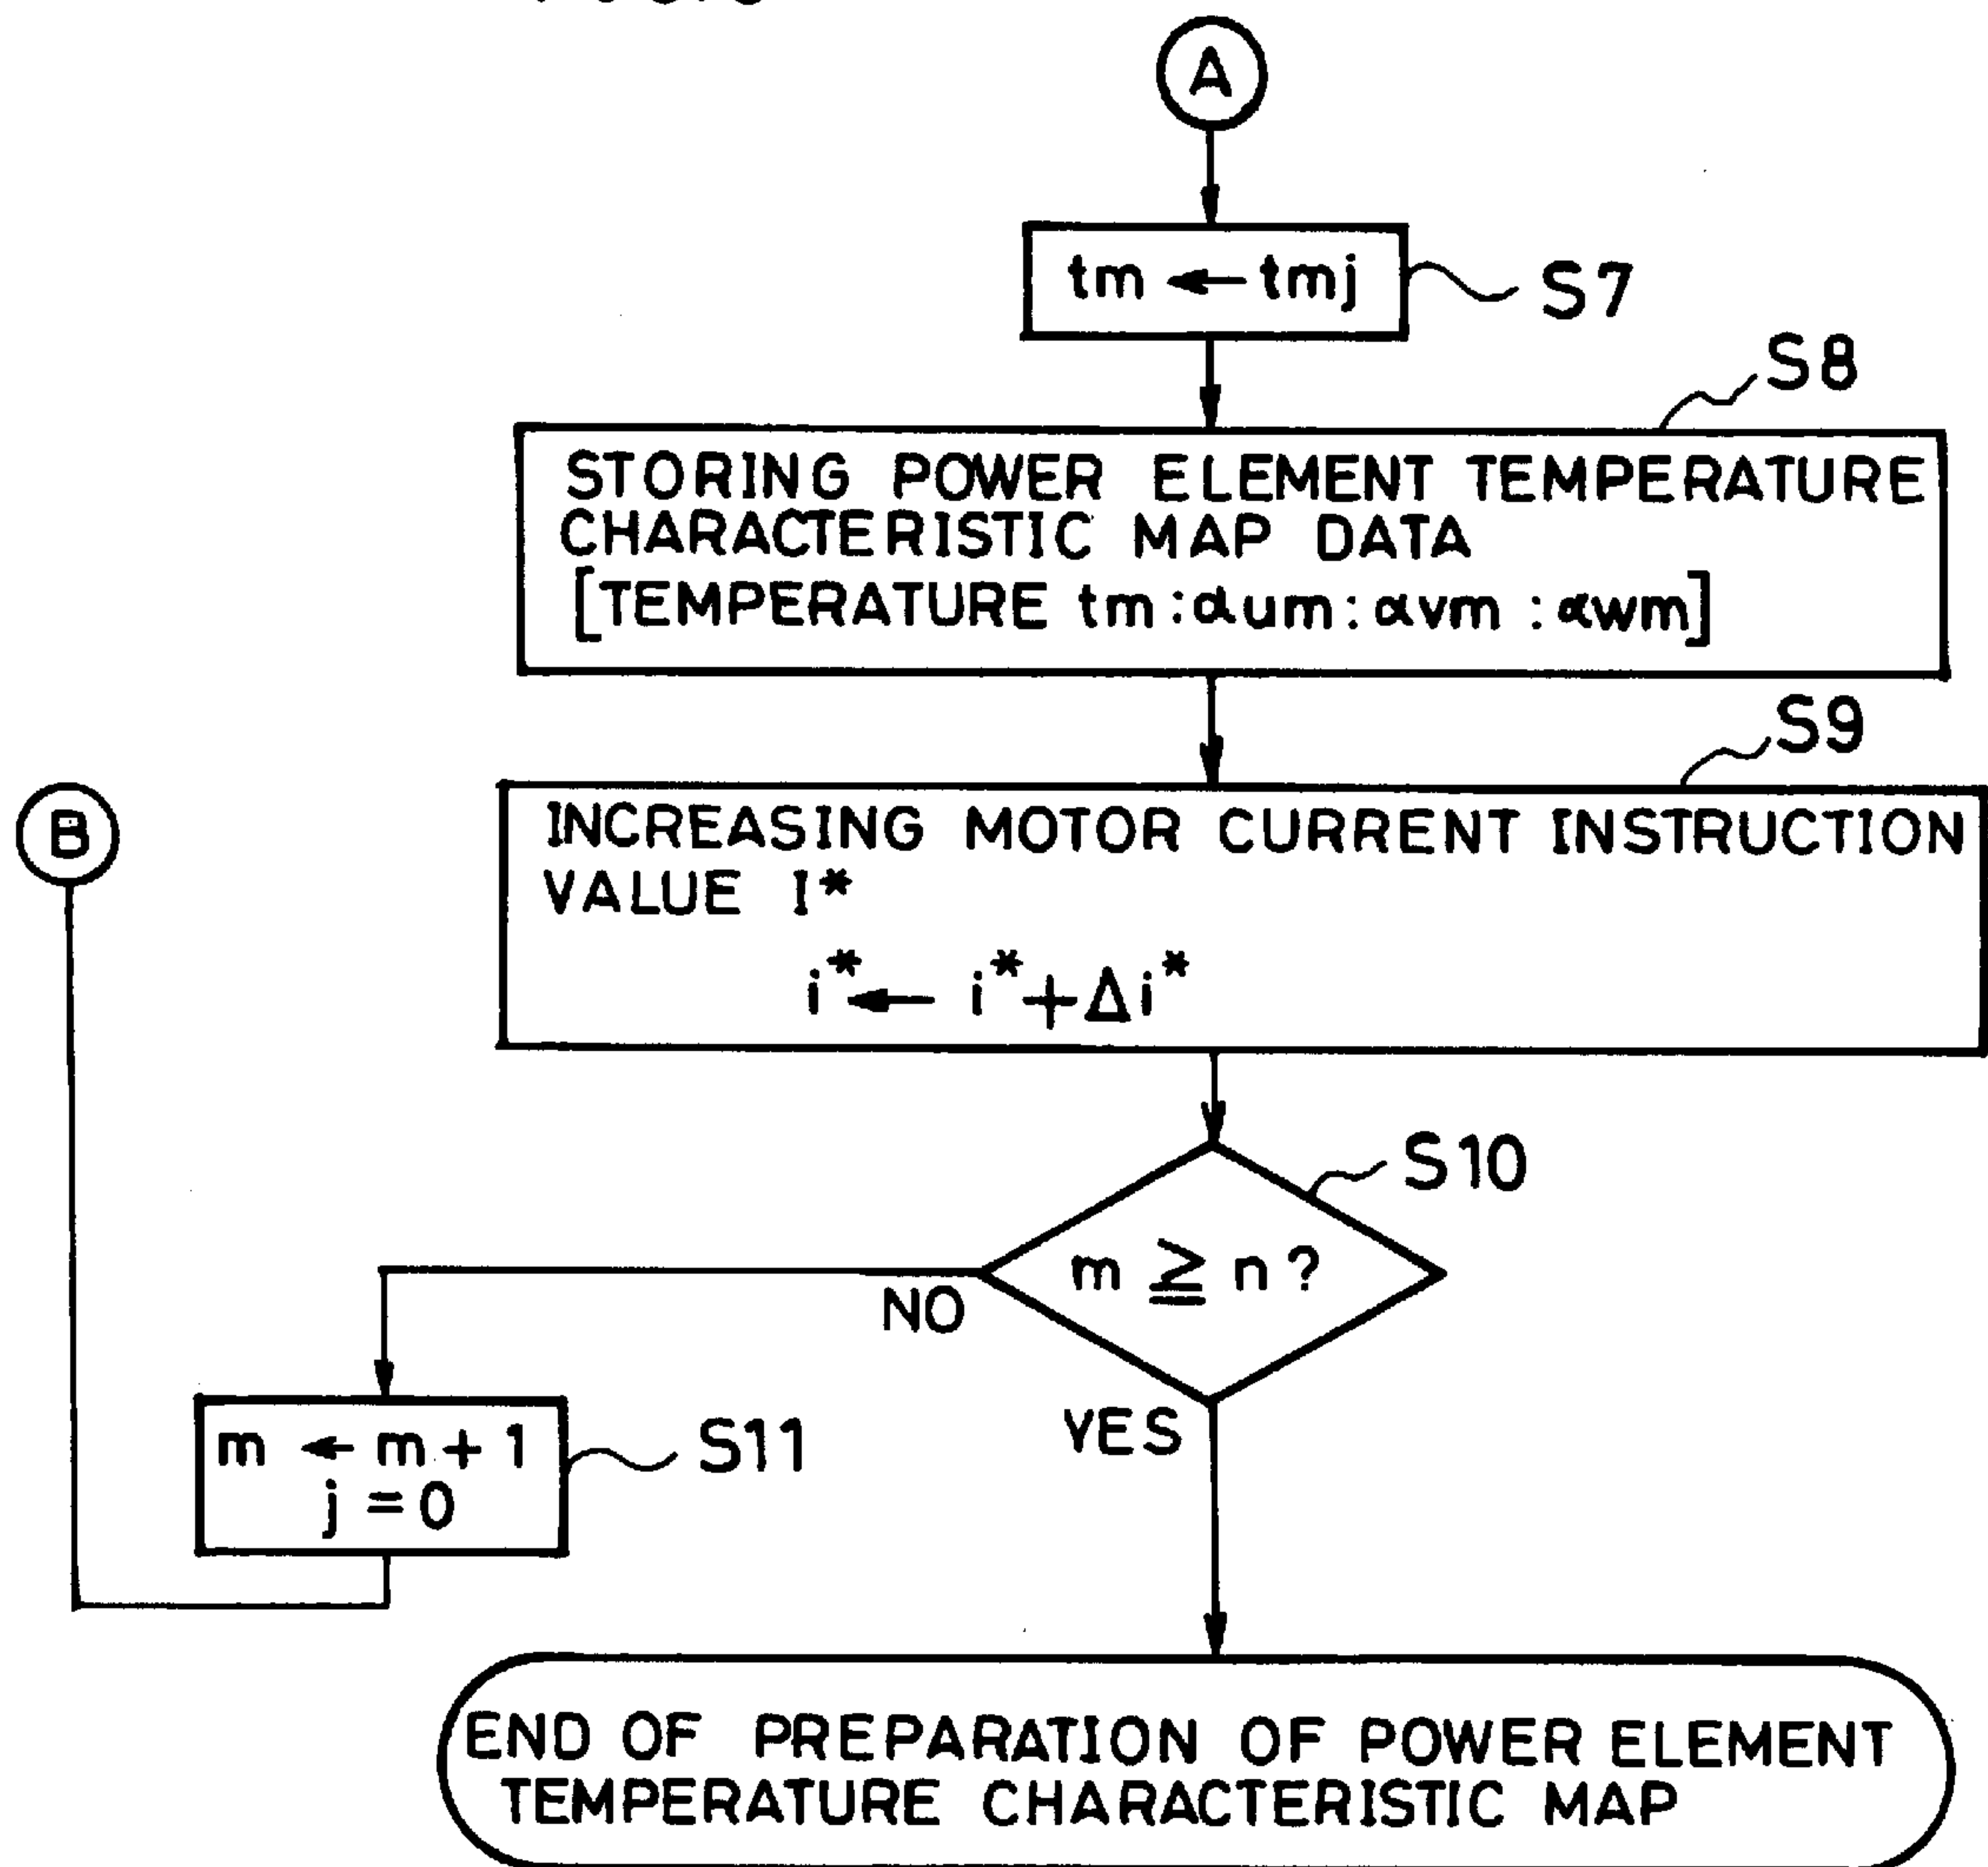 A
tm ← tmj
S7
S8
STORING POWER ELEMENT TEMPERATURE
CHARACTERISTIC MAP DATA
[TEMPERATURE tm : αum : αvm : αwm]
S9
B
INCREASING MOTOR CURRENT INSTRUCTION
VALUE I*
i* ← i* + Δi*
S10
m ≧ n ?
NO
YES
m ← m + 1
j = 0
S11
END OF PREPARATION OF POWER ELEMENT
TEMPERATURE CHARACTERISTIC MAP